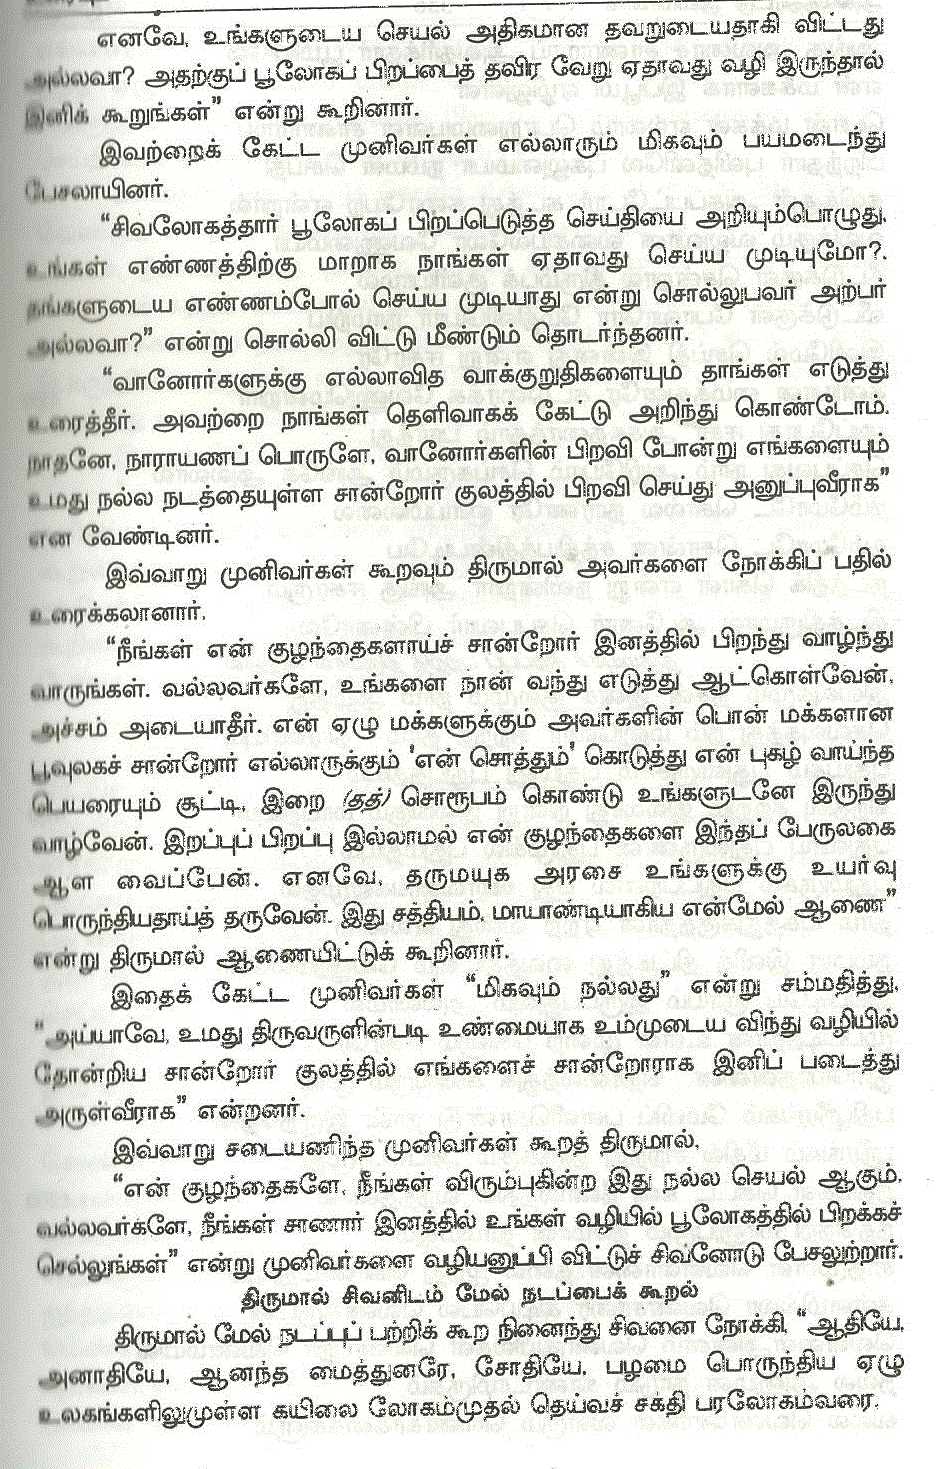 எனவே, உங்களுடைய செயல் அதிகமான தவறுடையதாகி விட்டது
அல்லவா? அதற்குப் பூலோகப் பிறப்பைத் தவிர வேறு ஏதாவது வழி இருந்தால்
இனிக் கூறுங்கள்” என்று கூறினார்.
இவற்றைக் கேட்ட முனிவர்கள் எல்லாரும் மிகவும் பயமடைந்து
பேசலாயினர்.
“சிவலோகத்தார் பூலோகப் பிறப்பெடுத்த செய்தியை அறியும்பொழுது,
உங்கள் எண்ணத்திற்கு மாறாக நாங்கள் ஏதாவது செய்ய முடியுமோ?.
தங்களுடைய எண்ணம்போல் செய்ய முடியாது என்று சொல்லுபவர் அற்பர்
அல்லவா?” என்று சொல்லி விட்டு மீண்டும் தொடர்ந்தனர்.
“வானோர்களுக்கு எல்லாவித வாக்குறுதிகளையும் தாங்கள் எடுத்து
உரைத்தீர். அவற்றை நாங்கள் தெளிவாகக் கேட்டு அறிந்து கொண்டோம்.
நாதனே, நாராயணப் பொருளே, வானோர்களின் பிறவி போன்று எங்களையும்
உமது நல்ல நடத்தையுள்ள சான்றோர் குலத்தில் பிறவி செய்து அனுப்புவீராக”
என வேண்டினர்.
இவ்வாறு முனிவர்கள் கூறவும் திருமால் அவர்களை நோக்கிப் பதில்
உரைக்கலானார்.
“நீங்கள் என் குழந்தைகளாய்ச் சான்றோர் இனத்தில் பிறந்து வாழ்ந்து
வாருங்கள். வல்லவர்களே, உங்களை நான் வந்து எடுத்து ஆட்கொள்வேன்,
அச்சம் அடையாதீர். என் ஏழு மக்களுக்கும் அவர்களின் பொன் மக்களான
பூவுலகச் சான்றோர் எல்லாருக்கும் 'என் சொத்தும்' கொடுத்து என் புகழ் வாய்ந்த
பெயரையும் சூட்டி, இறை (தத்) சொரூபம் கொண்டு உங்களுடனே இருந்து
வாழ்வேன். இறப்புப் பிறப்பு இல்லாமல் என் குழந்தைகளை இந்தப் பேருலகை
ஆள வைப்பேன். எனவே, தருமயுக அரசை உங்களுக்கு உயர்வு
பொருந்தியதாய்த் தருவேன். இது சத்தியம், மாயாண்டியாகிய என்மேல் ஆணை”
என்று திருமால் ஆணையிட்டுக் கூறினார்.
இதைக் கேட்ட முனிவர்கள் “மிகவும் நல்லது” என்று சம்மதித்து,
“அய்யாவே, உமது திருவருளின்படி உண்மையாக உம்முடைய விந்து வழியில்
தோன்றிய சான்றோர் குலத்தில் எங்களைச் சான்றோராக இனிப் படைத்து
அருள்வீராக” என்றனர்.
இவ்வாறு சடையணிந்த முனிவர்கள் கூறத் திருமால்,
“என் குழந்தைகளே, நீங்கள் விரும்புகின்ற இது நல்ல செயல் ஆகும்,
வல்லவர்களே, நீங்கள் சாணார் இனத்தில் உங்கள் வழியில் பூலோகத்தில் பிறக்கச்
செல்லுங்கள்” என்று முனிவர்களை வழியனுப்பி விட்டுச் சிவனோடு பேசலுற்றார்.
திருமால் சிவனிடம் மேல் நடப்பைக் கூறல்
திருமால் மேல் நடப்புப் பற்றிக் கூற நினைந்து சிவனை நோக்கி, “ஆதியே,
அனாதியே, ஆனந்த மைத்துனரே, சோதியே, பழமை பொருந்திய ஏழு
உலகங்களிலுமுள்ள கயிலை லோகம்முதல் தெய்வச் சக்தி பரலோகம்வரை,